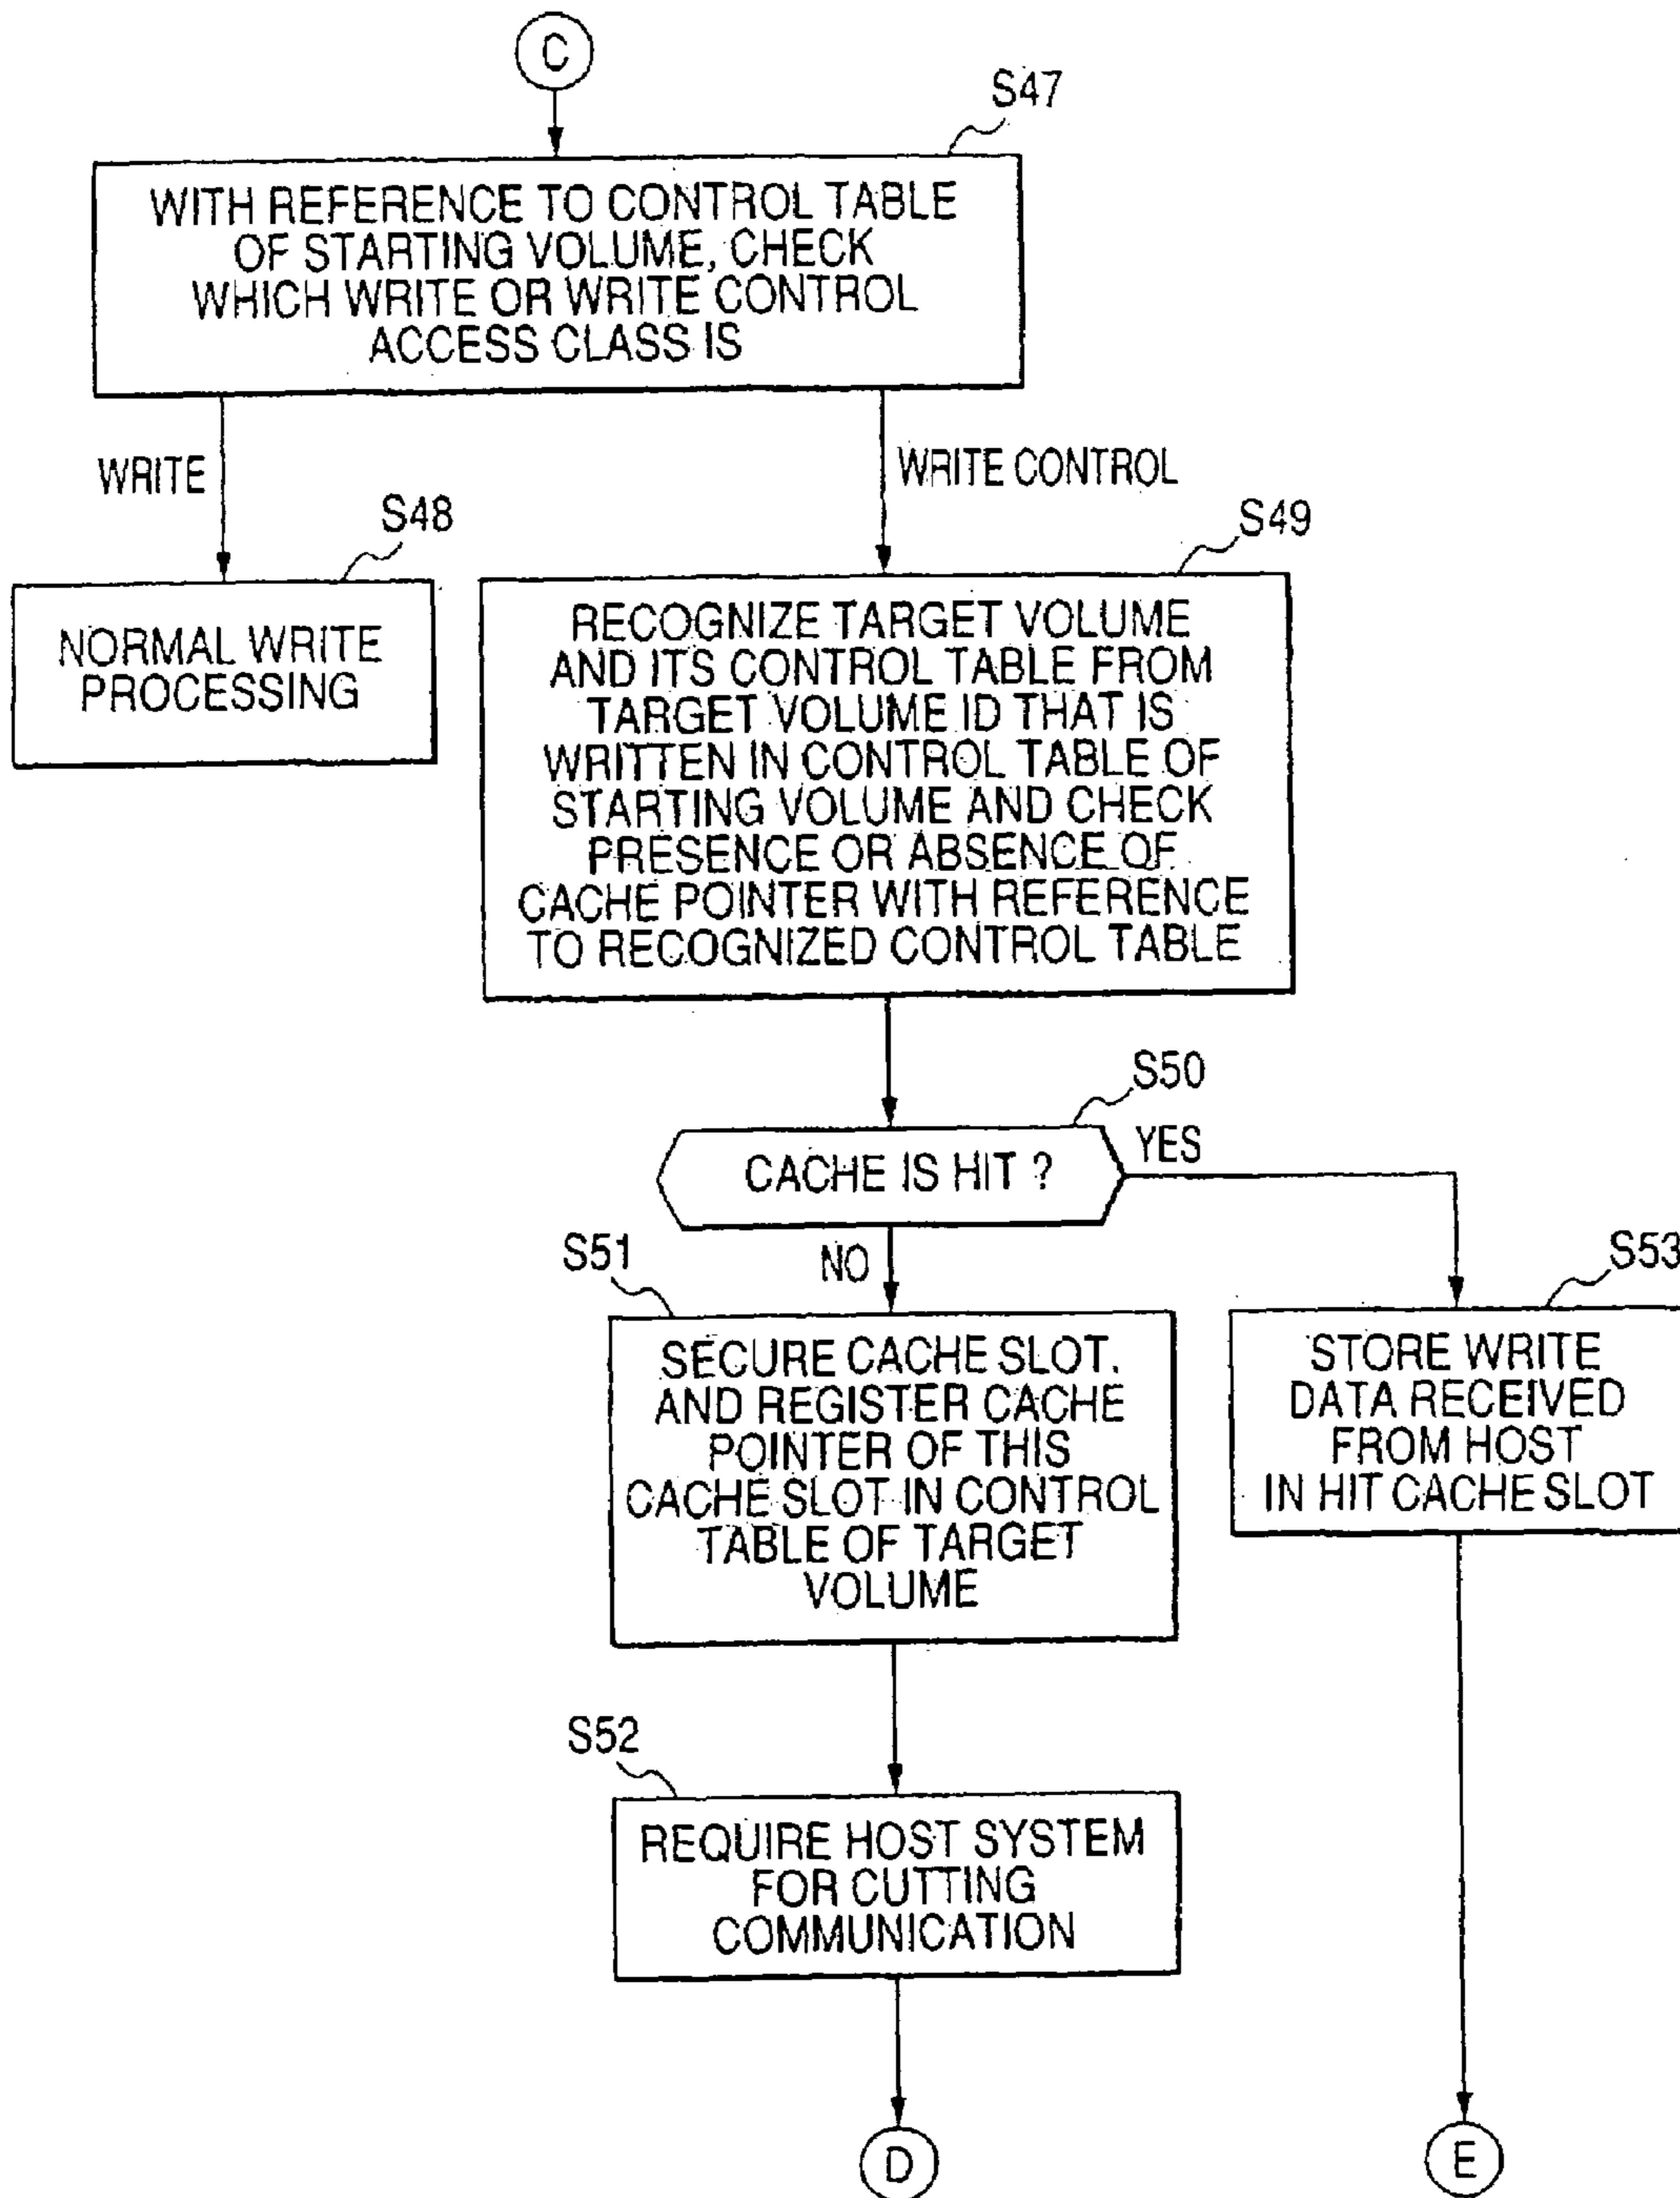 C
S47
WITH REFERENCE TO CONTROL TABLE
OF STARTING VOLUME, CHECK
WHICH WRITE OR WRITE CONTROL
ACCESS CLASS IS
WRITE
WRITE CONTROL
S48
NORMAL WRITE
PROCESSING
S49
RECOGNIZE TARGET VOLUME
AND ITS CONTROL TABLE FROM
TARGET VOLUME ID THAT IS
WRITTEN IN CONTROL TABLE OF
STARTING VOLUME AND CHECK
PRESENCE OR ABSENCE OF
CACHE POINTER WITH REFERENCE
TO RECOGNIZED CONTROL TABLE
S50
CACHE IS HIT ?
YES
NO
S51
SECURE CACHE SLOT.
AND REGISTER CACHE
POINTER OF THIS
CACHE SLOT IN CONTROL
TABLE OF TARGET
VOLUME
S53
STORE WRITE
DATA RECEIVED
FROM HOST
IN HIT CACHE SLOT
S52
REQUIRE HOST SYSTEM
FOR CUTTING
COMMUNICATION
D
E